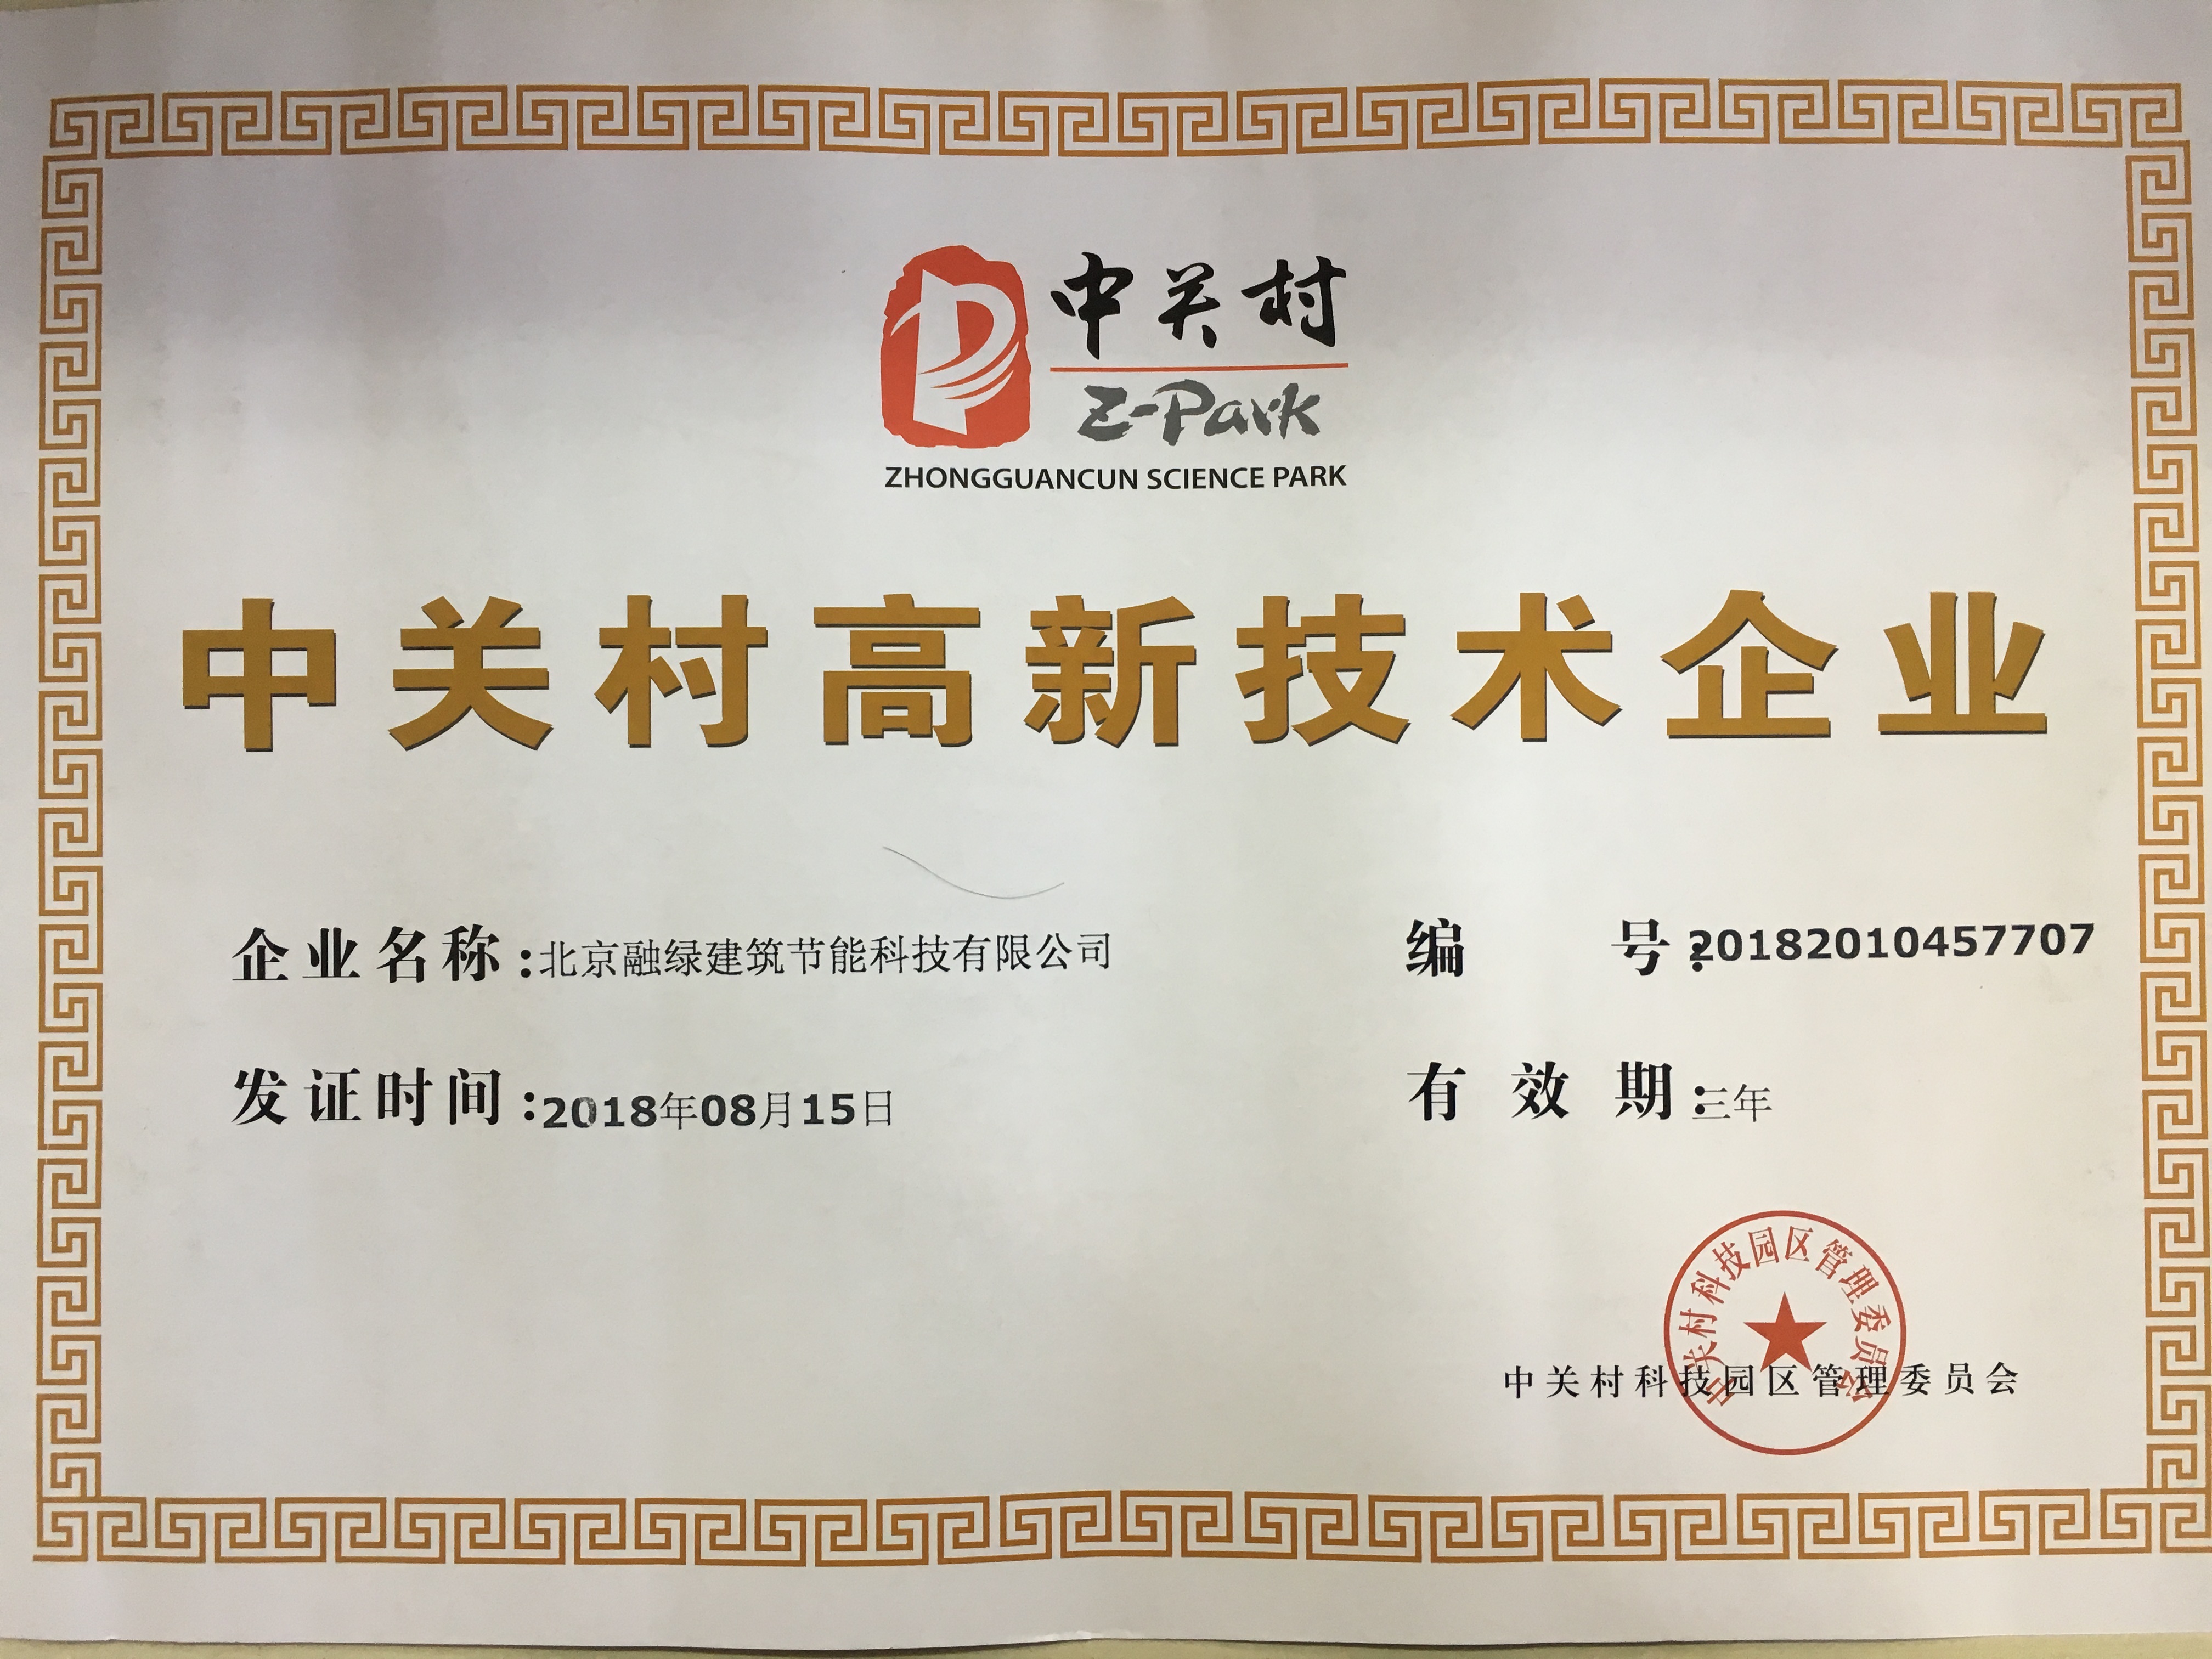 中关村
Z-Park
ZHONGGUANCUN SCIENCE PARK
中关村高新技术企业
企业名称:北京融绿建筑节能科技有限公司
编 号:20182010457707
发证时间:2018年08月15日
有效期:三年
中关村科技园区管理委员会
中关村科技园区管理委员会